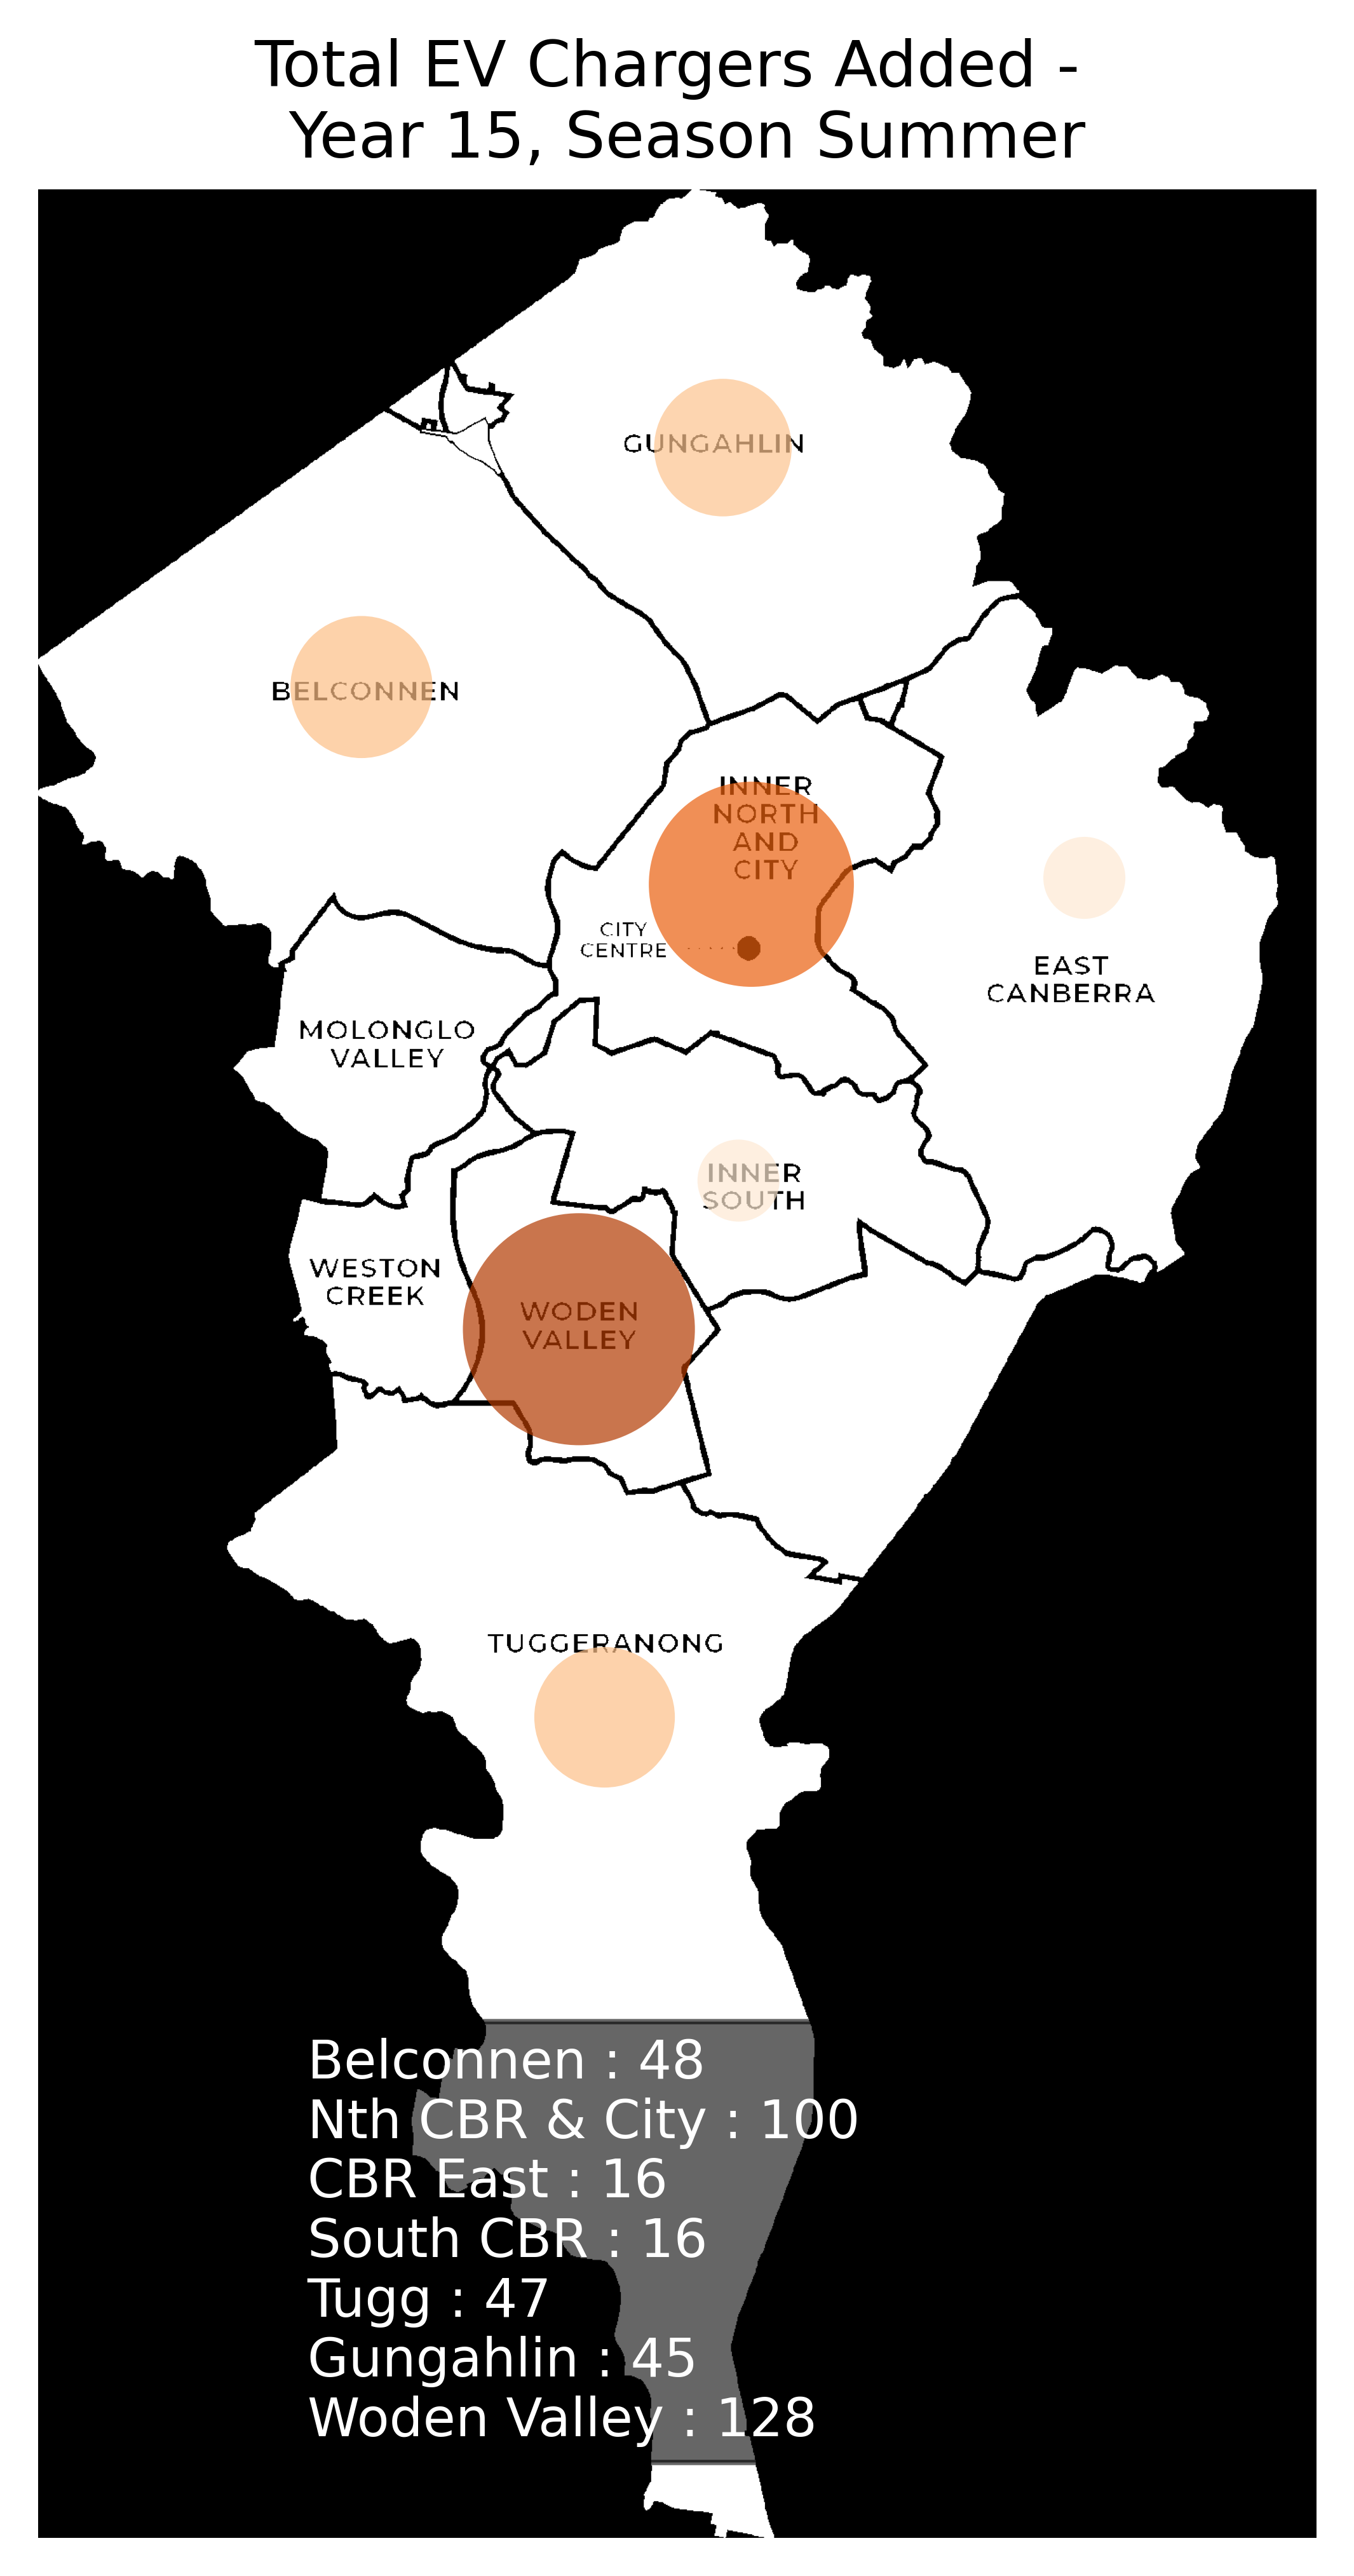 Total EV Chargers Added -
Year 15, Season Summer
GUNGAHLIN
BELCONNEN
INNER
NORTH
AND
CITY
CITY
CENTRE
EAST
CANBERRA
MOLONGLO
VALLEY
INNER
SOUTH
WESTON
CREEK
WODEN
VALLEY
TUGGERANONG
Belconnen : 48
Nth CBR & City : 100
CBR East : 16
South CBR : 16
Tugg : 47
Gungahlin : 45
Woden Valley : 128